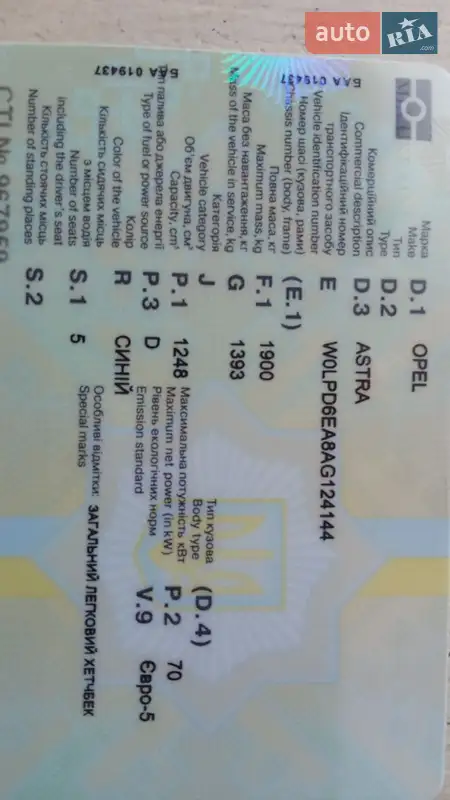 auto RIA.com
БАА 019437
БАА 019437
Марка D.1 OPEL
Make
Тип D.2
Type
Комерційний опис D.3 ASTRA
Commercial description
Ідентифікаційний номер E W0LPD6EA8AG124144
транспортного засобу
Vehicle identification number
Номер шасі (кузова, рами) (E.1)
Chassis number (body, frame)
Повна маса, кг F.1 1900
Maximum mass, kg
Маса без навантаження, кг G 1393
Mass of the vehicle in service, kg
Категорія J Тип кузова (D.4)
Vehicle category Body type
Об'єм двигуна, см³ P.1 1248 Максимальна потужність кВт P.2 70
Capacity, cm³ Maximum net power (in kW)
Тип палива або джерела енергії P.3 D Рівень екологічних норм V.9 Євро-5
Type of fuel or power source Emission standard
Колір R СИНІЙ
Color of the vehicle
Кількість сидячих місць S.1 5 Особливі відмітки: ЗАГАЛЬНИЙ ЛЕГКОВИЙ ХЕТЧБЕК
з місцем водія Special marks
Number of seats
including the driver's seat
Кількість стоячих місць S.2
Number of standing places